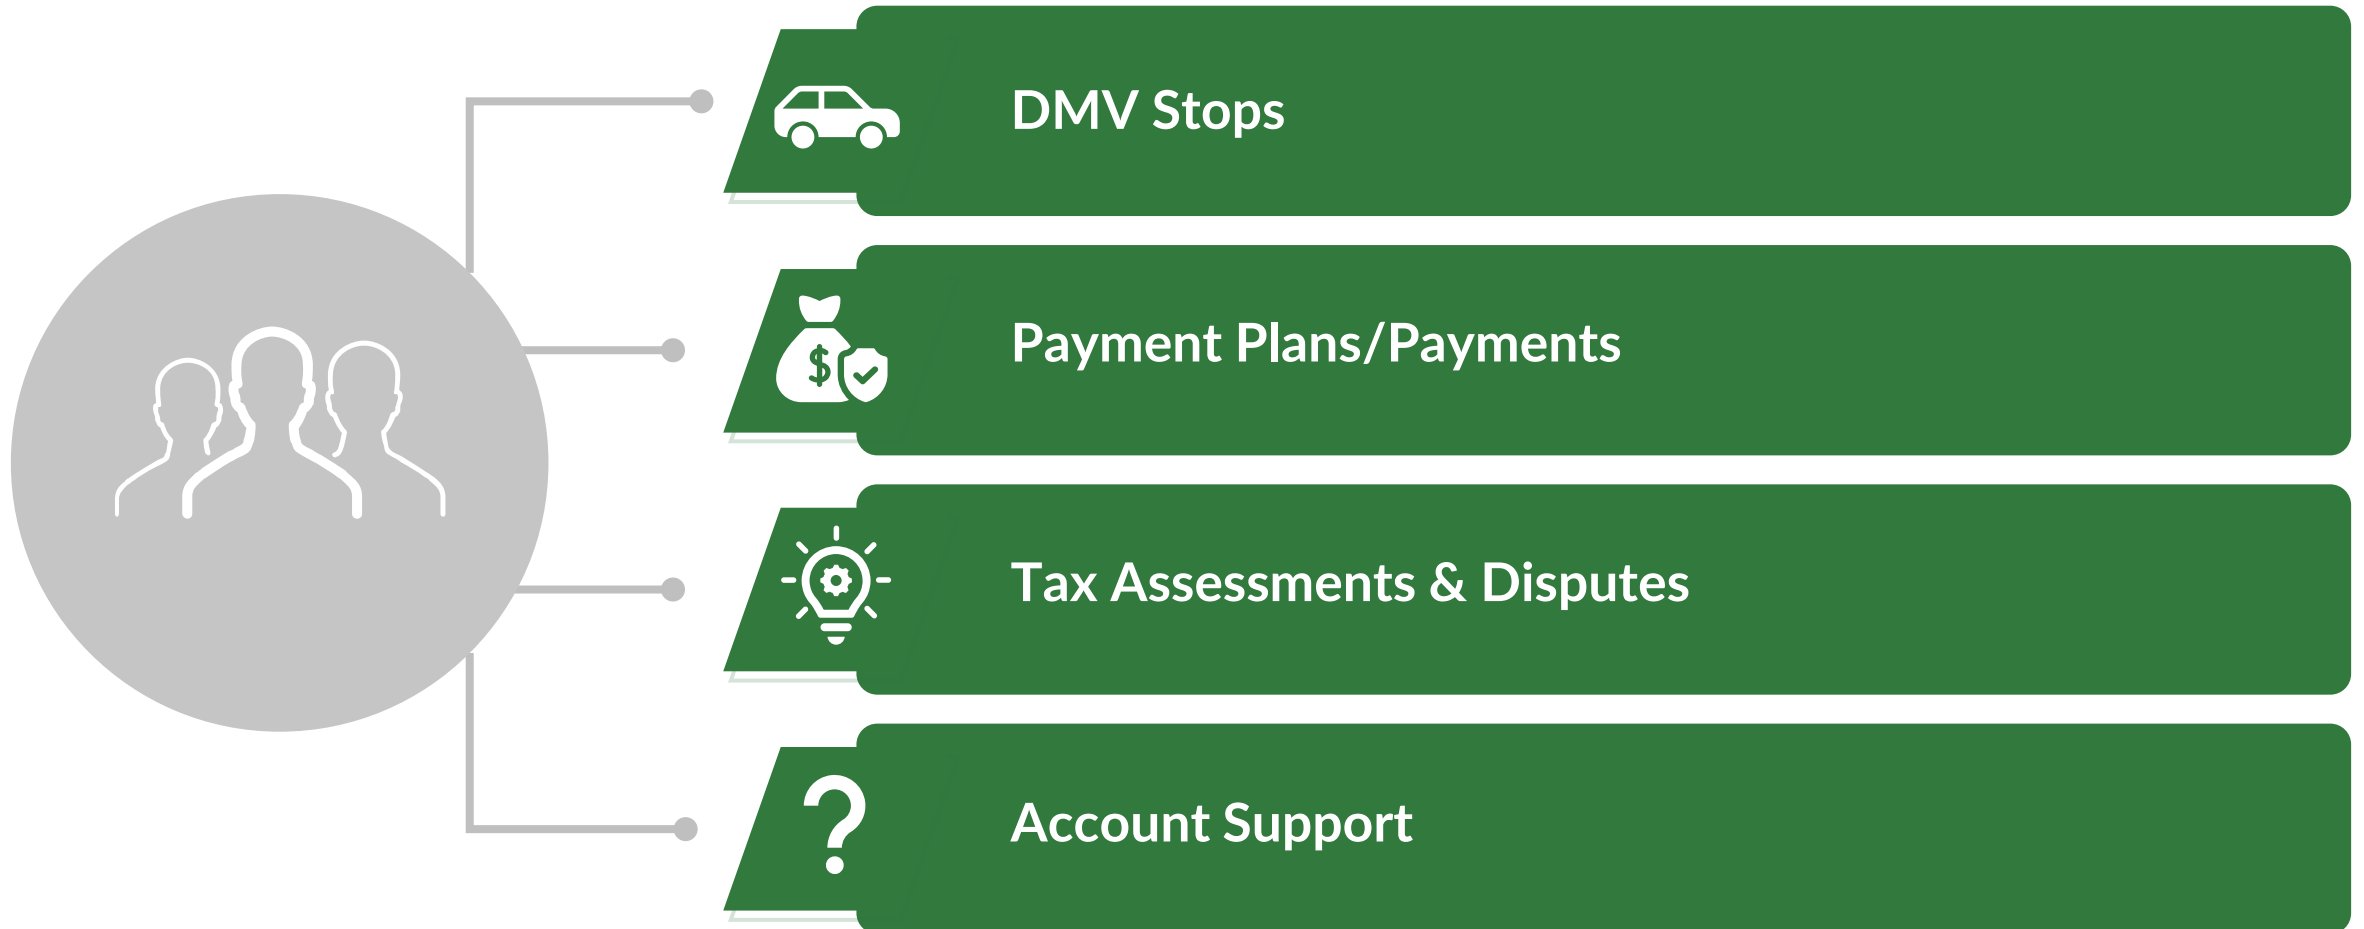 DMV Stops
Payment Plans/Payments
Tax Assessments & Disputes
Account Support